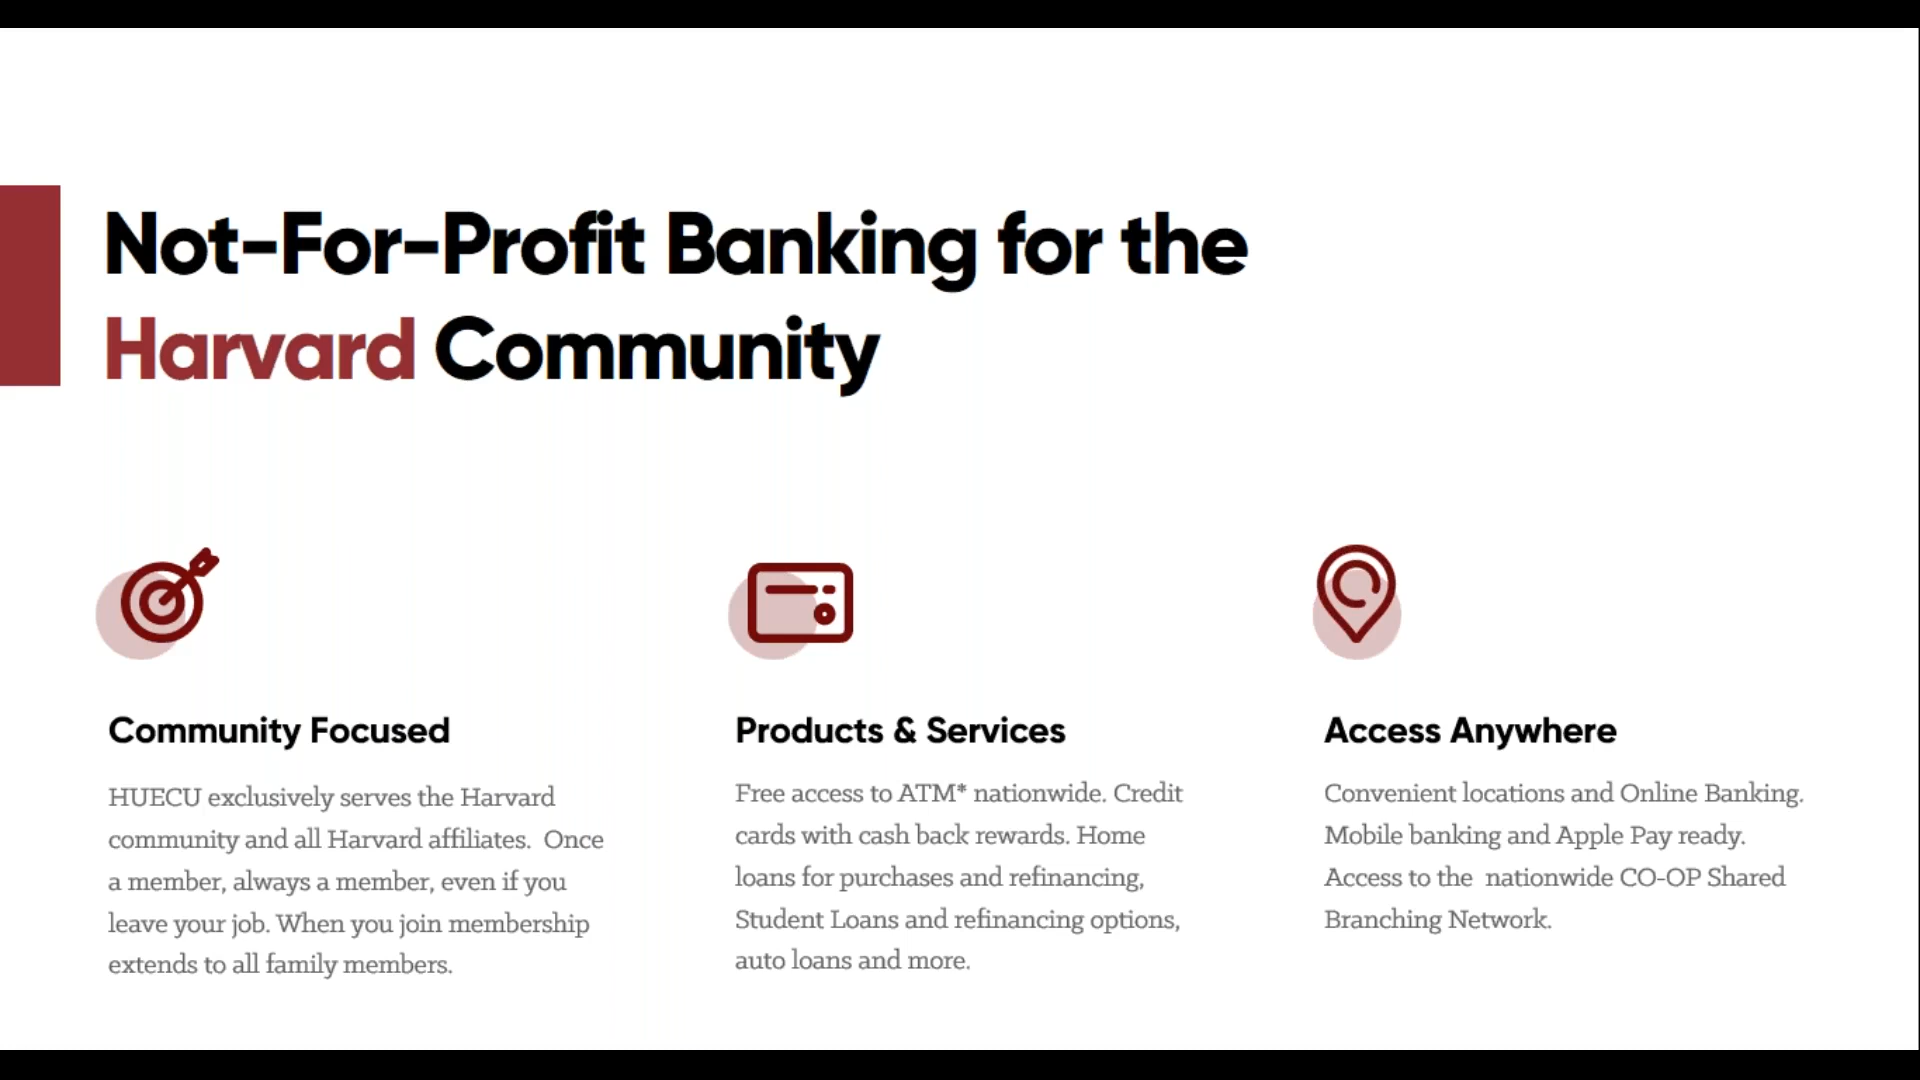 Not-For-Profit Banking for the
Harvard Community
Community Focused
HUECU exclusively serves the Harvard
community and all Harvard affiliates.  Once
a member, always a member, even if you
leave your job. When you join membership
extends to all family members.
Products & Services
Free access to ATM* nationwide. Credit
cards with cash back rewards. Home
loans for purchases and refinancing,
Student Loans and refinancing options,
auto loans and more.
Access Anywhere
Convenient locations and Online Banking.
Mobile banking and Apple Pay ready.
Access to the  nationwide CO-OP Shared
Branching Network.